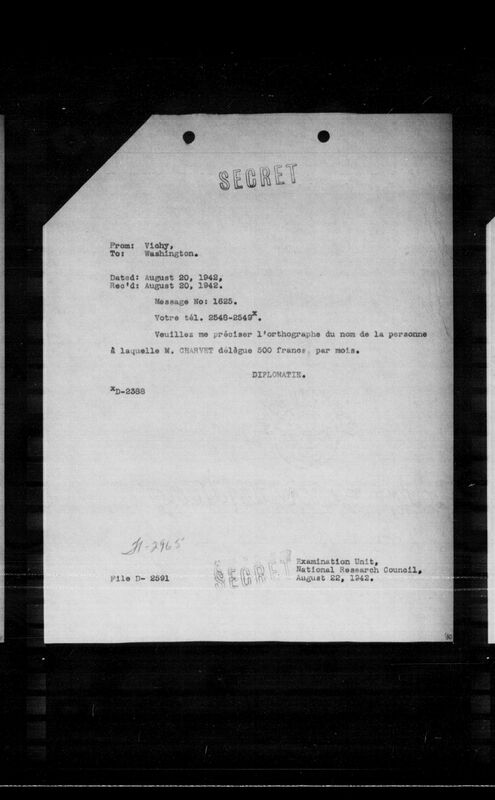 SECRET
From: Vichy,
To: Washington.
Dated: August 20, 1942,
Rec'd: August 20, 1942.
Message No: 1625.
Votre tél. 2548-2549x.
Veuillez me préciser l'orthographe du nom de la personne
à laquelle M. CHARVET délègue 500 francs, par mois.
DIPLOMATIE.
xD-2388
H-2965
SECRET
Examination Unit,
National Research Council,
File D- 2591
August 22, 1942.